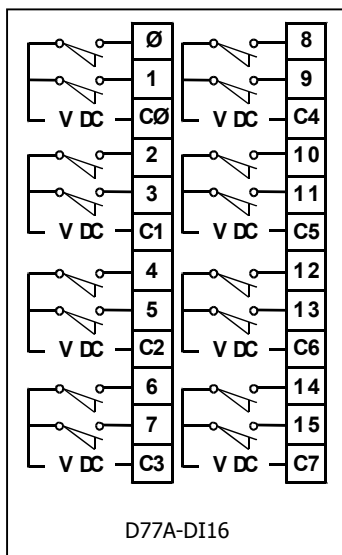 Ø 8
1 9
V DC CØ V DC C4
2 10
3 11
V DC C1 V DC C5
4 12
5 13
V DC C2 V DC C6
6 14
7 15
V DC C3 V DC C7
D77A-DI16